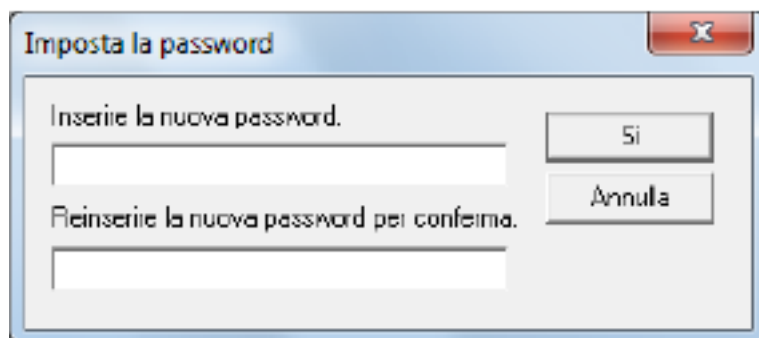 Imposta la password
Inserire la nuova password.
Sì
Annulla
Reinserire la nuova password per conferma.